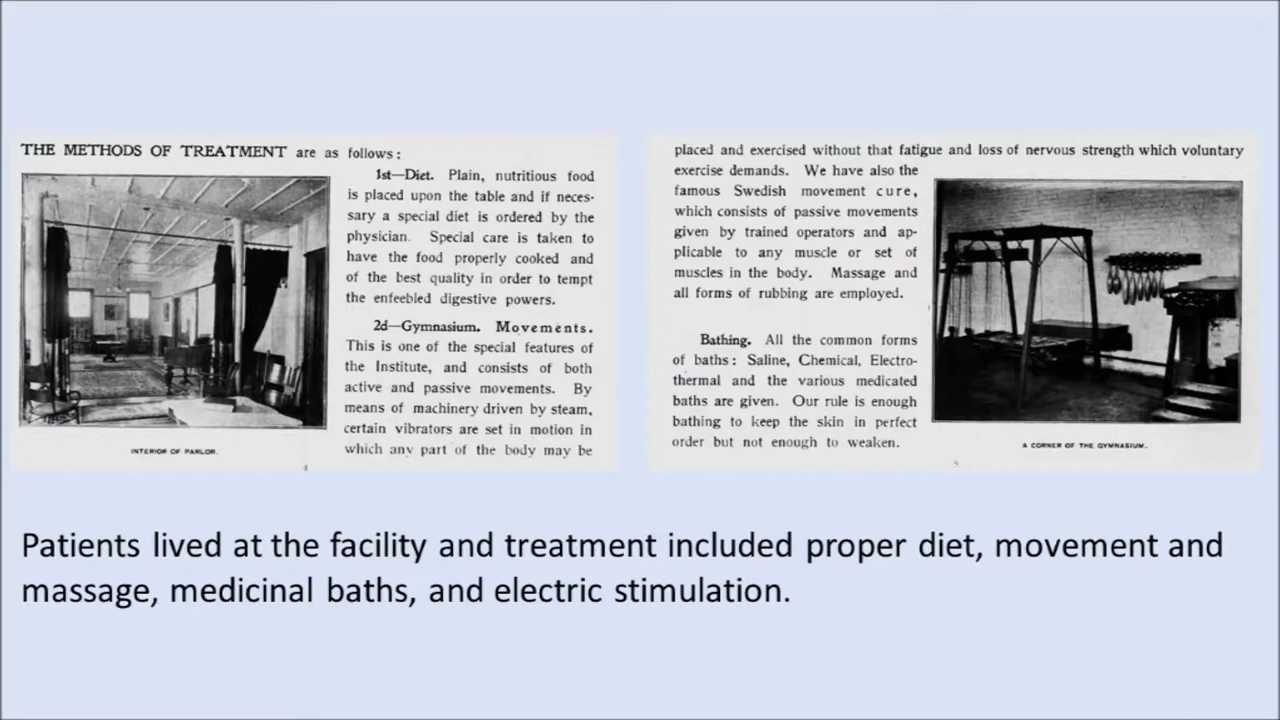 THE METHODS OF TREATMENT are as follows:
1st—Diet. Plain, nutritious food
is placed upon the table and if neces-
sary a special diet is ordered by the
physician. Special care is taken to
have the food properly cooked and
of the best quality in order to tempt
the enfeebled digestive powers.
2d—Gymnasium. Movements.
This is one of the special features of
the Institute, and consists of both
active and passive movements. By
means of machinery driven by steam,
certain vibrators are set in motion in
which any part of the body may be
INTERIOR OF PARLOR.
4
placed and exercised without that fatigue and loss of nervous strength which voluntary
exercise demands. We have also the
famous Swedish movement cure,
which consists of passive movements
given by trained operators and ap-
plicable to any muscle or set of
muscles in the body. Massage and
all forms of rubbing are employed.
Bathing. All the common forms
of baths: Saline, Chemical, Electro-
thermal and the various medicated
baths are given. Our rule is enough
bathing to keep the skin in perfect
order but not enough to weaken.
A CORNER OF THE GYMNASIUM.
5
Patients lived at the facility and treatment included proper diet, movement and
massage, medicinal baths, and electric stimulation.